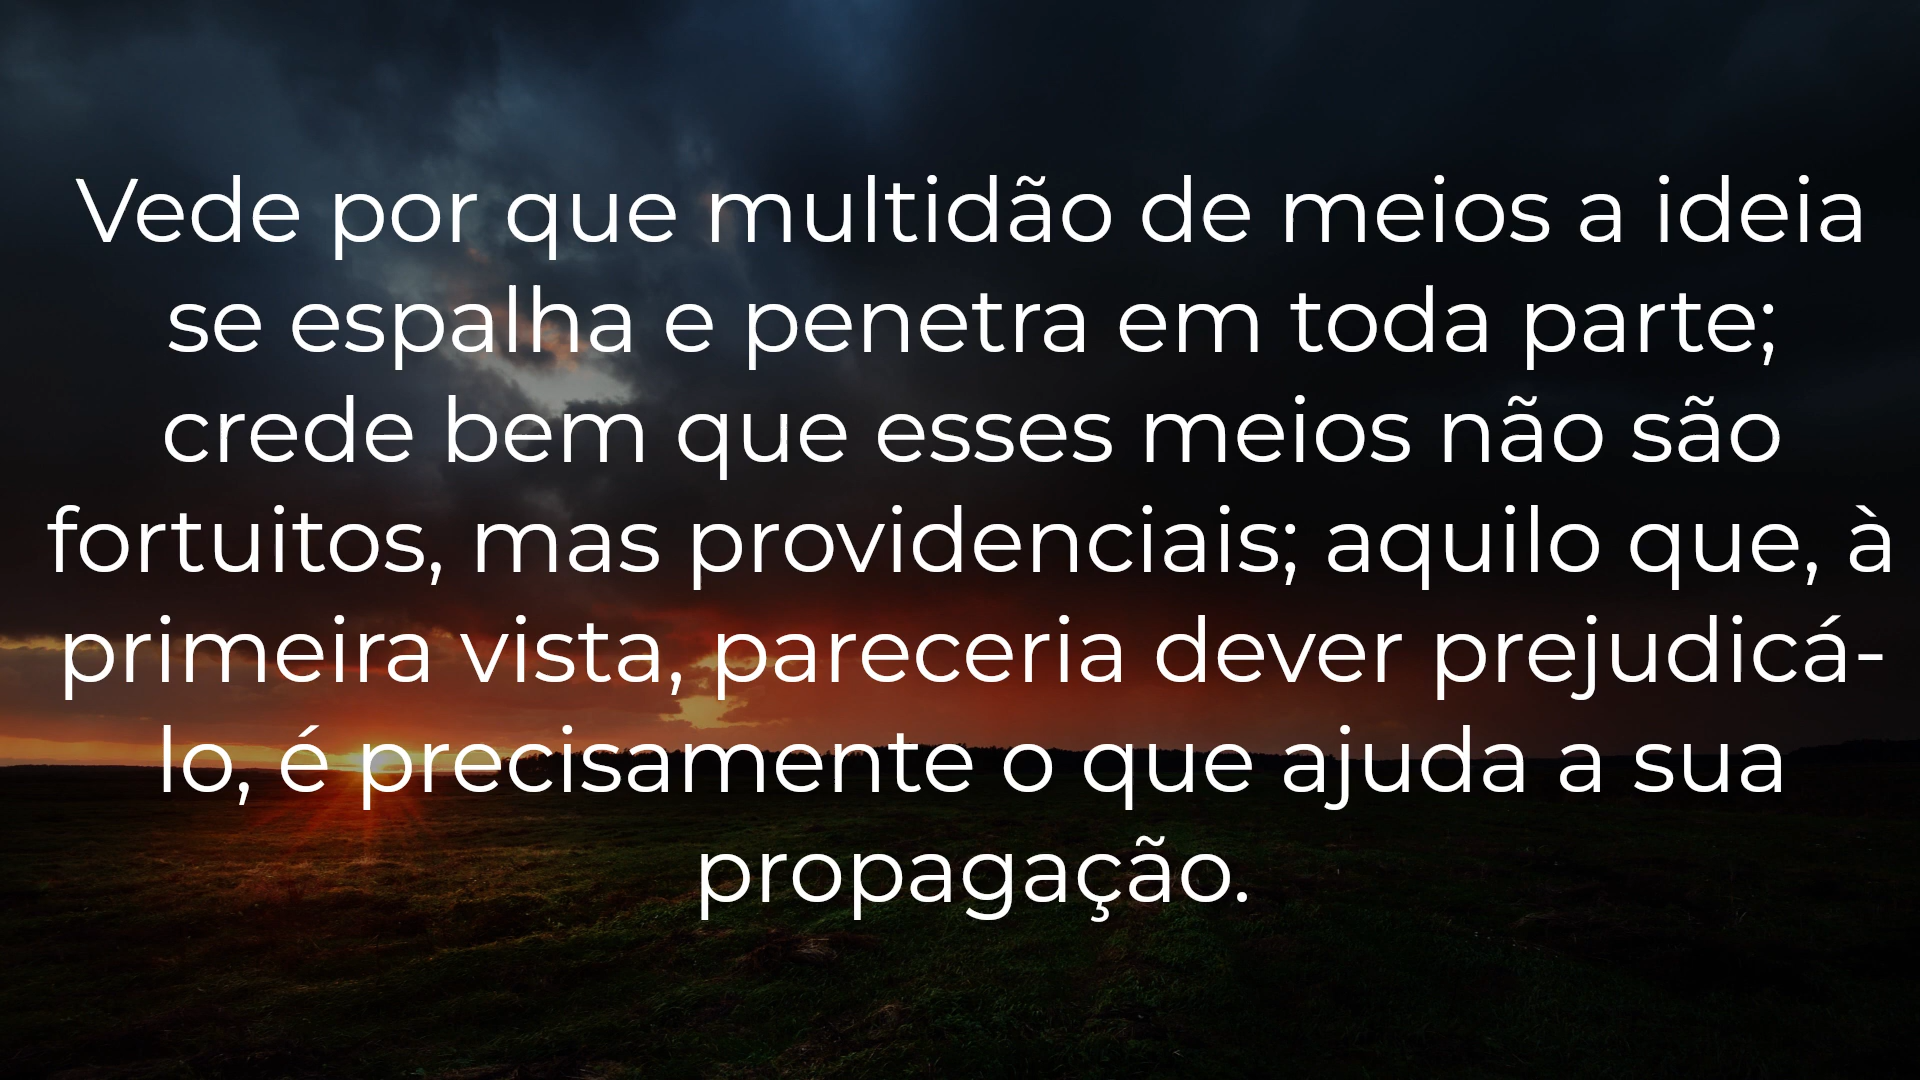 Vede por que multidão de meios a ideia
se espalha e penetra em toda parte;
crede bem que esses meios não são
fortuitos, mas providenciais; aquilo que, à
primeira vista, pareceria dever prejudicá-
lo, é precisamente o que ajuda a sua
propagação.